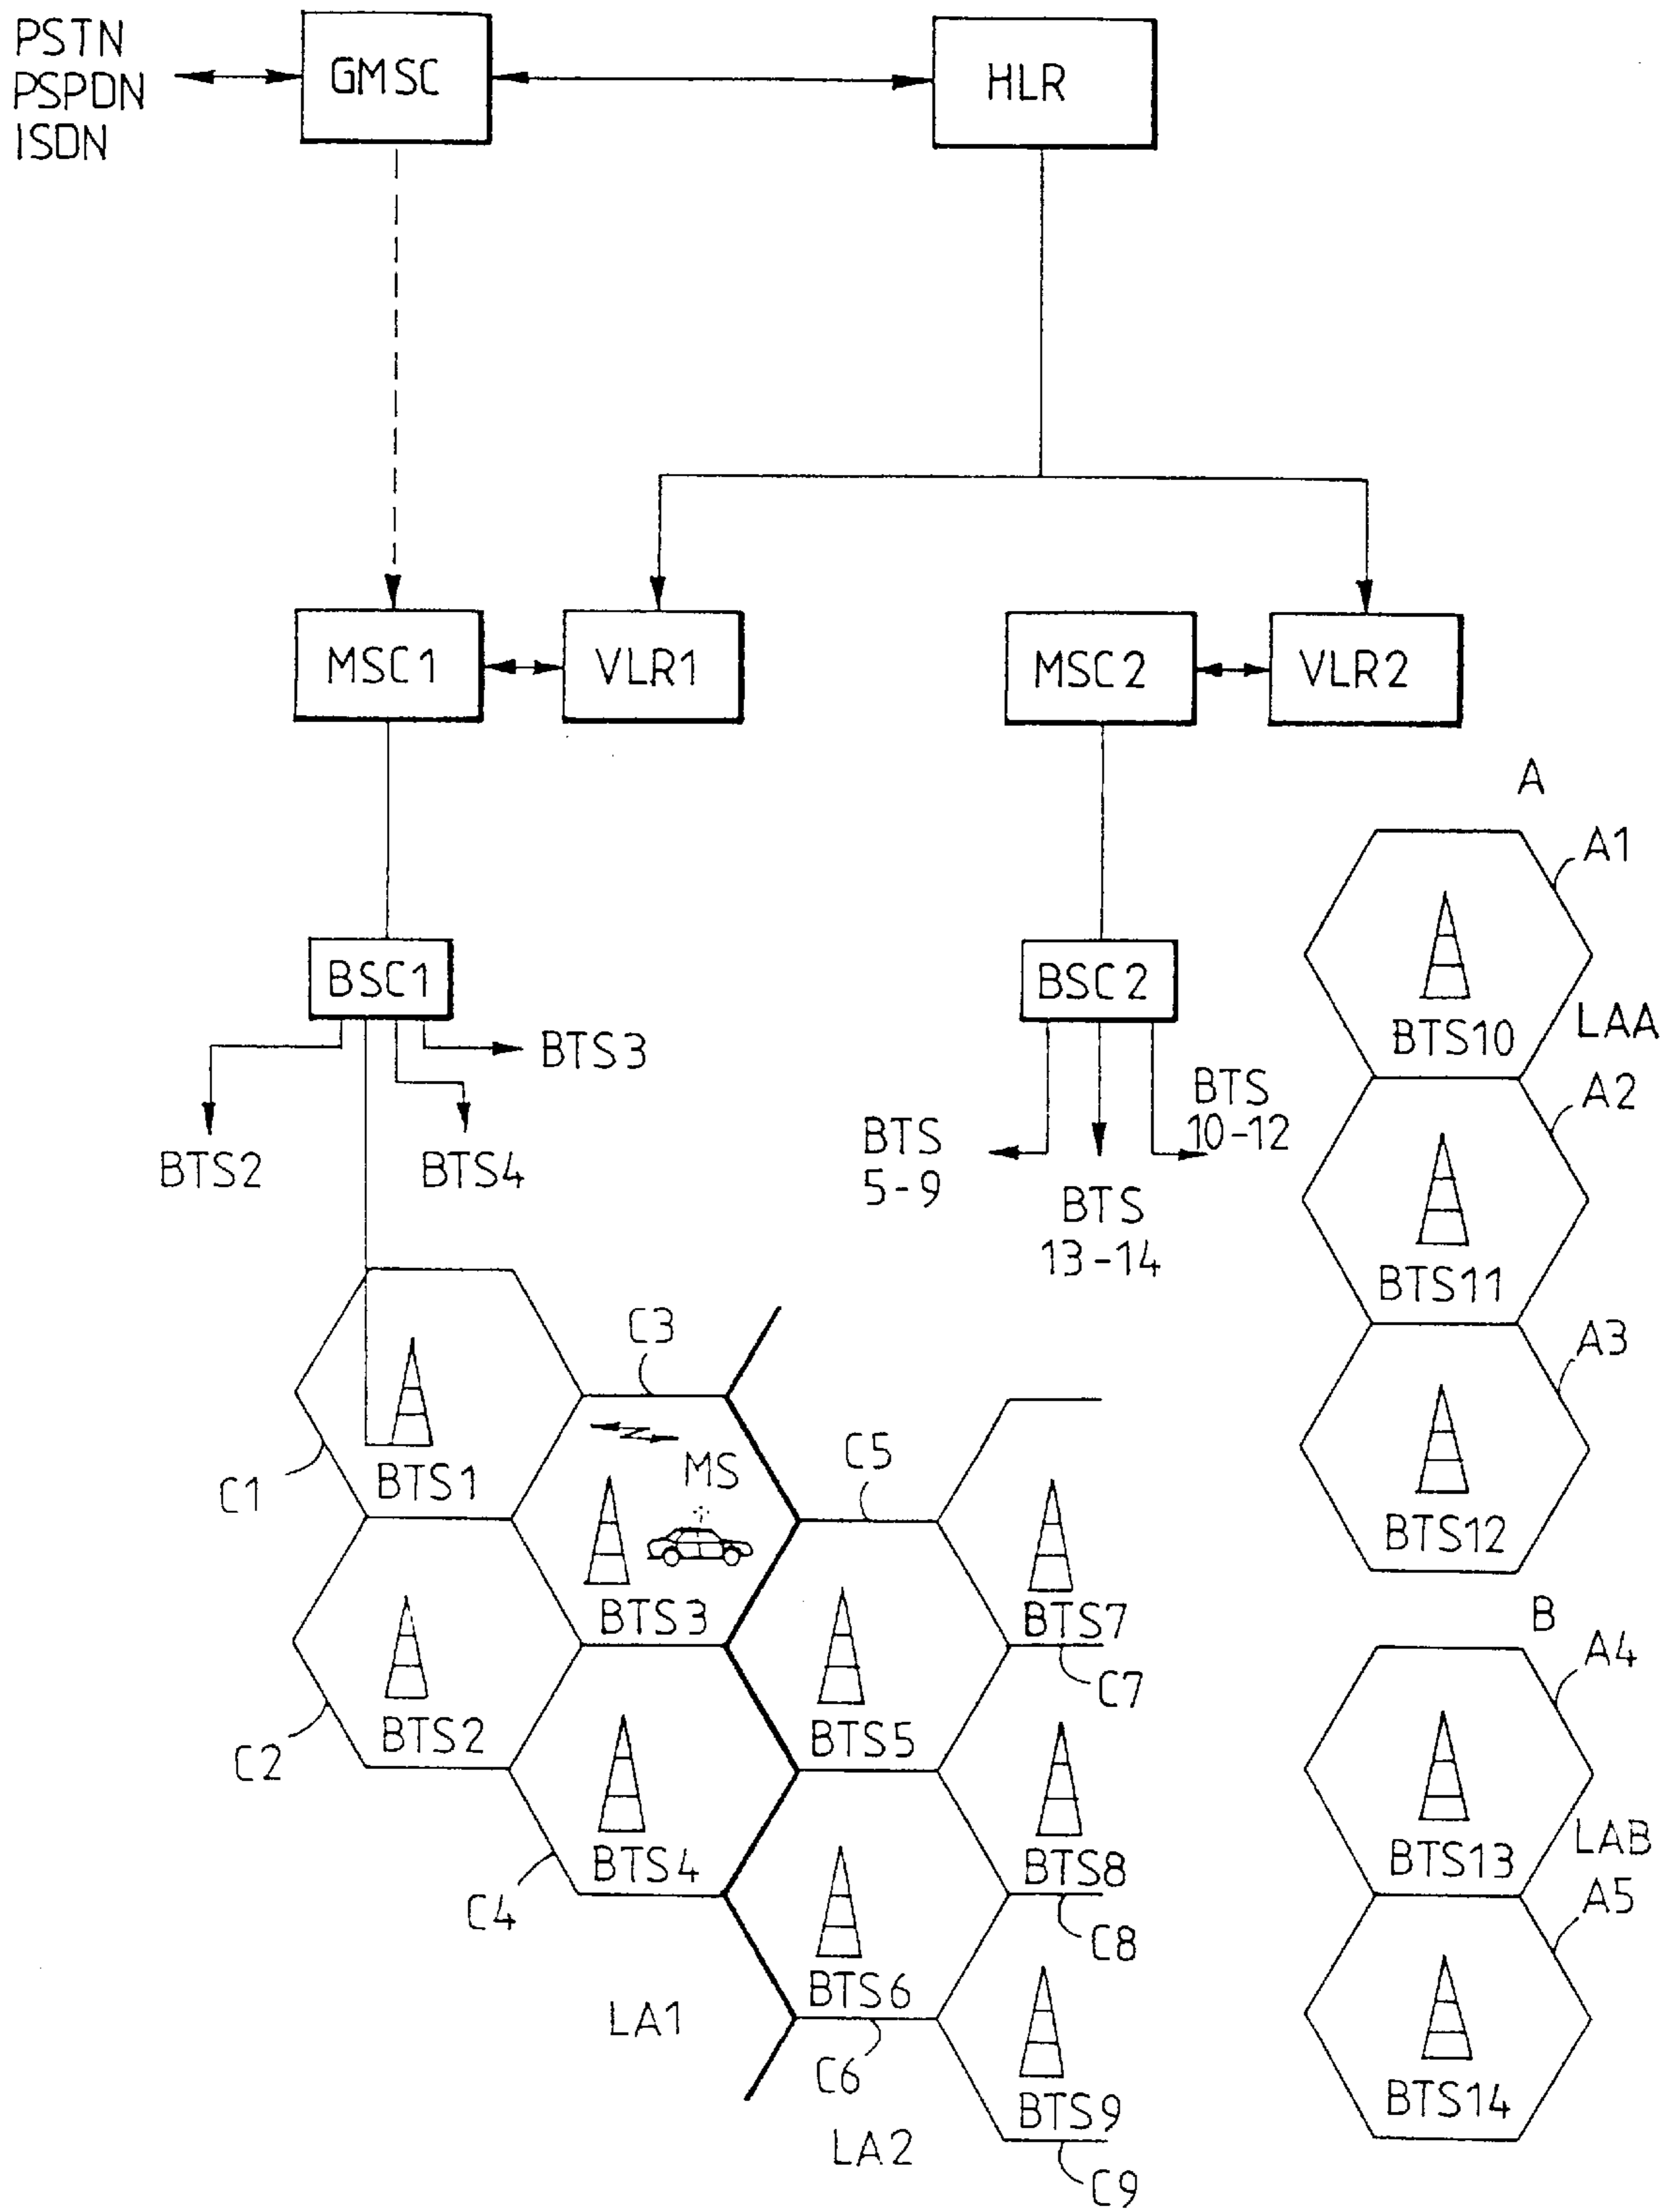 PSTN
PSPDN
ISDN
GMSC
HLR
MSC1
VLR1
MSC2
VLR2
A
A1
BSC1
BSC2
BTS10
LAA
BTS3
BTS2
BTS4
BTS
5-9
BTS
13-14
BTS
10-12
A2
BTS11
A3
BTS12
C3
C1
BTS1
MS
C5
BTS3
BTS7
C7
C2
BTS2
BTS5
B
A4
BTS13
LAB
A5
BTS4
C4
BTS8
C8
BTS6
LA1
C6
BTS9
LA2
C9
BTS14